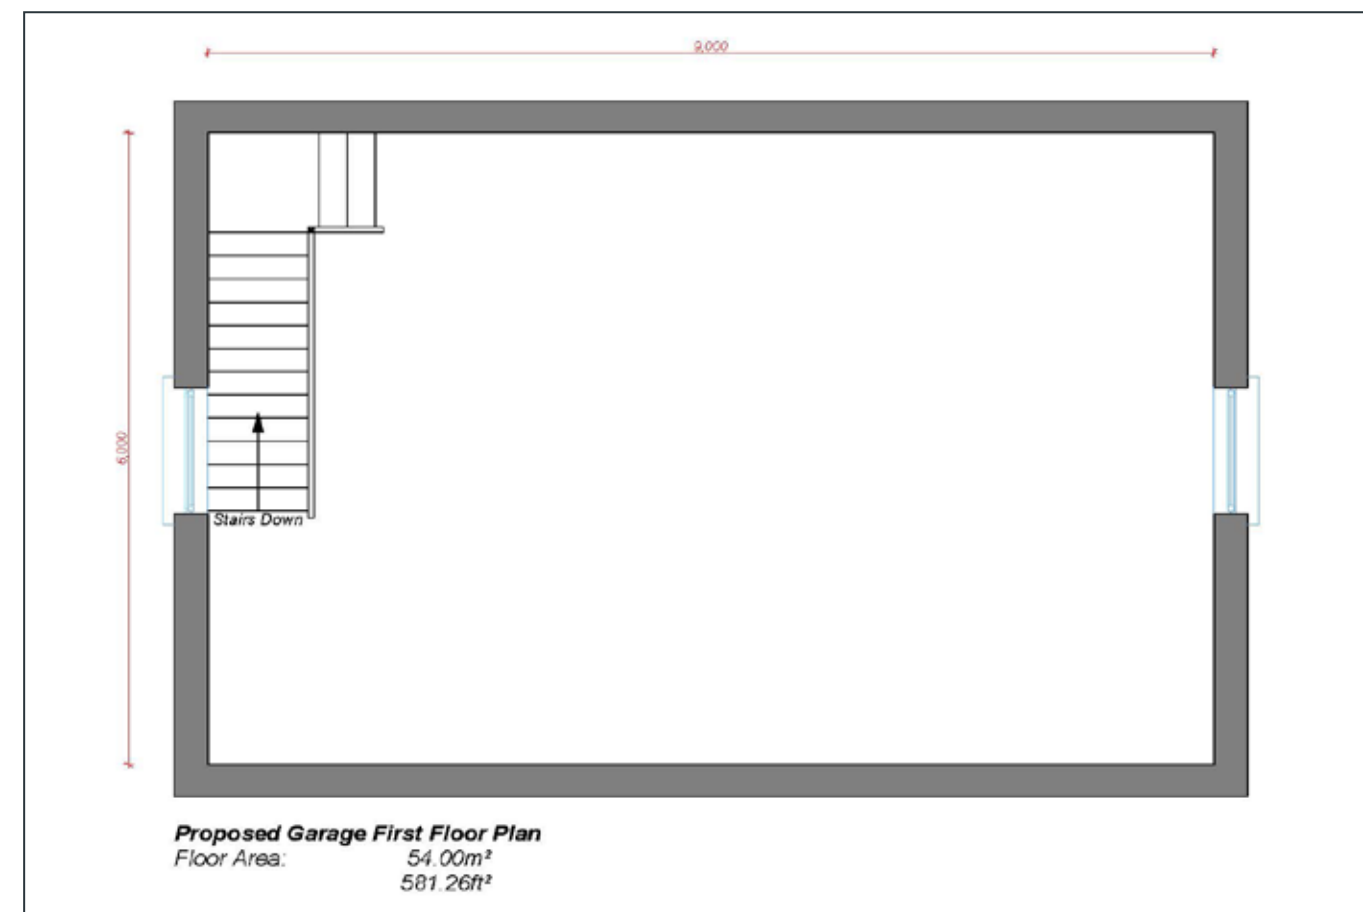 9,000
6,000
Stairs Down
Proposed Garage First Floor Plan
Floor Area: 54.00m²
581.26ft²